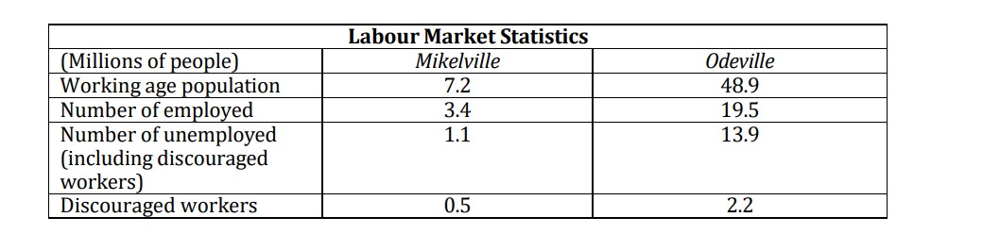 Labour Market Statistics
(Millions of people) Mikelville Odeville
Working age population 7.2 48.9
Number of employed 3.4 19.5
Number of unemployed 1.1 13.9
(including discouraged
workers)
Discouraged workers 0.5 2.2